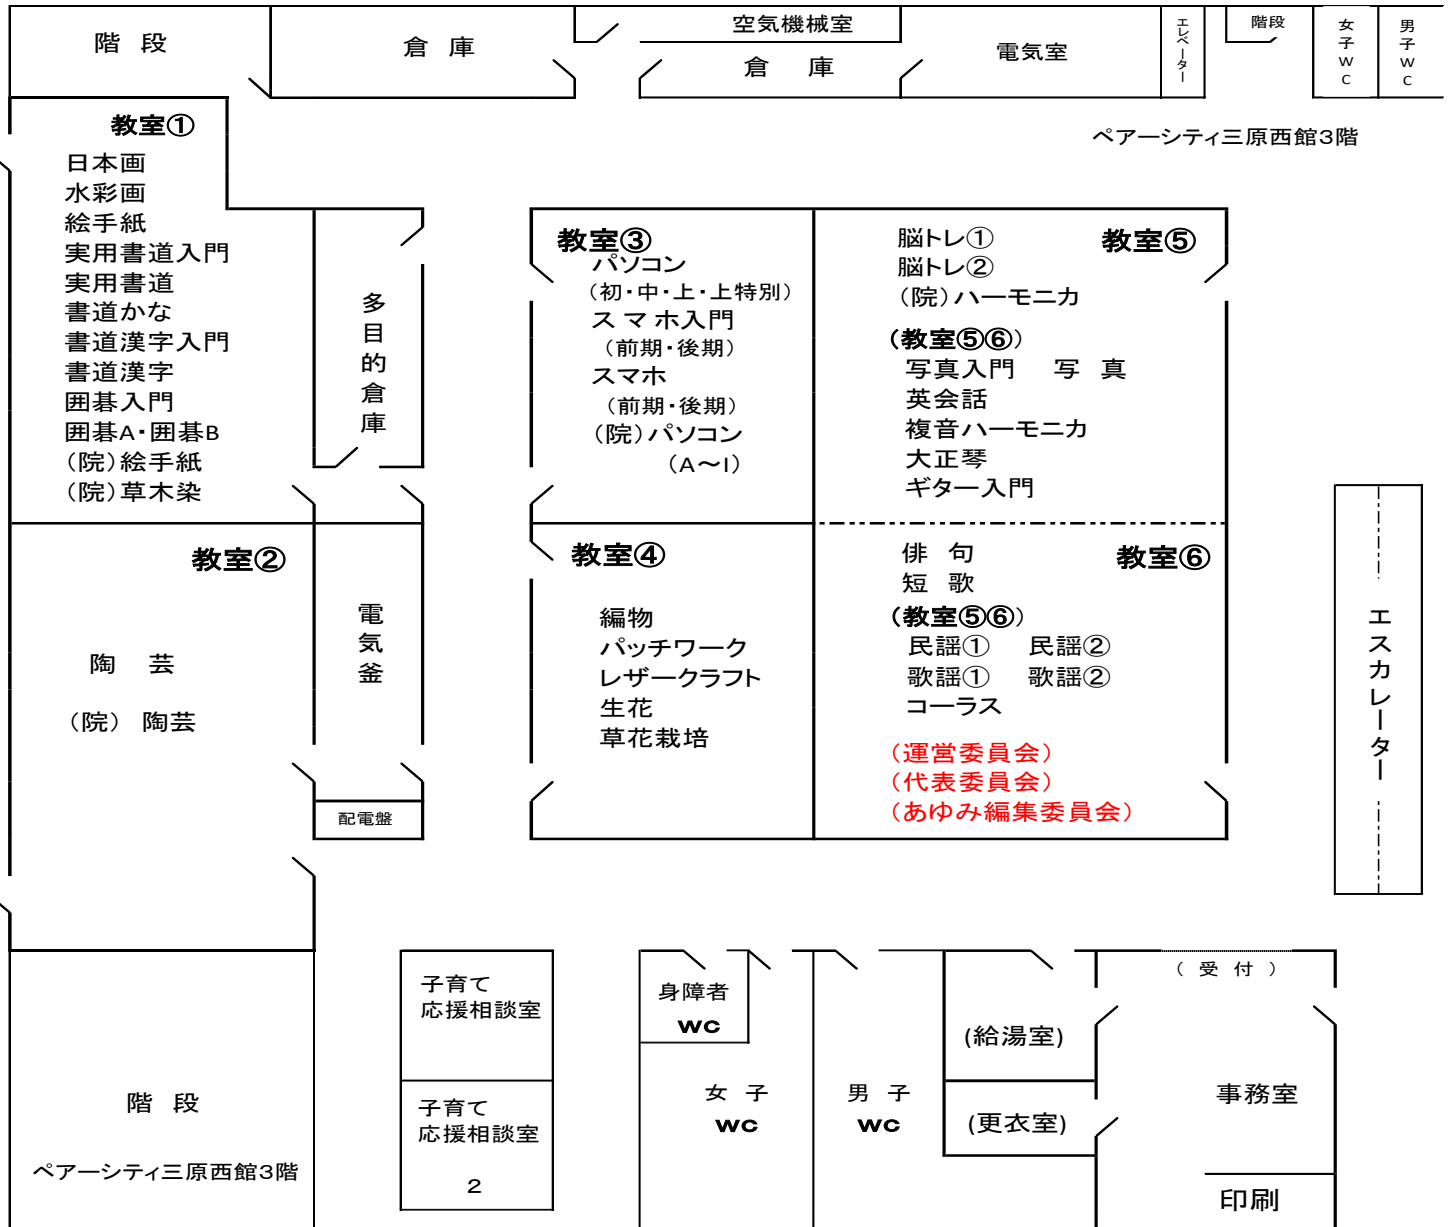 階 段
倉 庫
空気機械室
倉 庫
電気室
エレベーター
階段
女子WC
男子WC
ペアーシティ三原西館3階
教室①
日本画
水彩画
絵手紙
実用書道入門
実用書道
書道かな
書道漢字入門
書道漢字
囲碁入門
囲碁A・囲碁B
(院)絵手紙
(院)草木染
多目的倉庫
教室③
パソコン
(初・中・上・上特別)
スマホ入門
(前期・後期)
スマホ
(前期・後期)
(院)パソコン
(A～I)
脳トレ① 教室⑤
脳トレ②
(院)ハーモニカ
(教室⑤⑥)
写真入門 写 真
英会話
複音ハーモニカ
大正琴
ギター入門
教室②
陶 芸
(院) 陶芸
電気釜
配電盤
教室④
編物
パッチワーク
レザークラフト
生花
草花栽培
俳 句 教室⑥
短 歌
(教室⑤⑥)
民謡① 民謡②
歌謡① 歌謡②
コーラス
(運営委員会)
(代表委員会)
(あゆみ編集委員会)
エスカレーター
階 段
ペアーシティ三原西館3階
子育て
応援相談室
子育て
応援相談室
2
身障者
WC
女 子
WC
男 子
WC
(給湯室)
(更衣室)
( 受 付 )
事務室
印刷